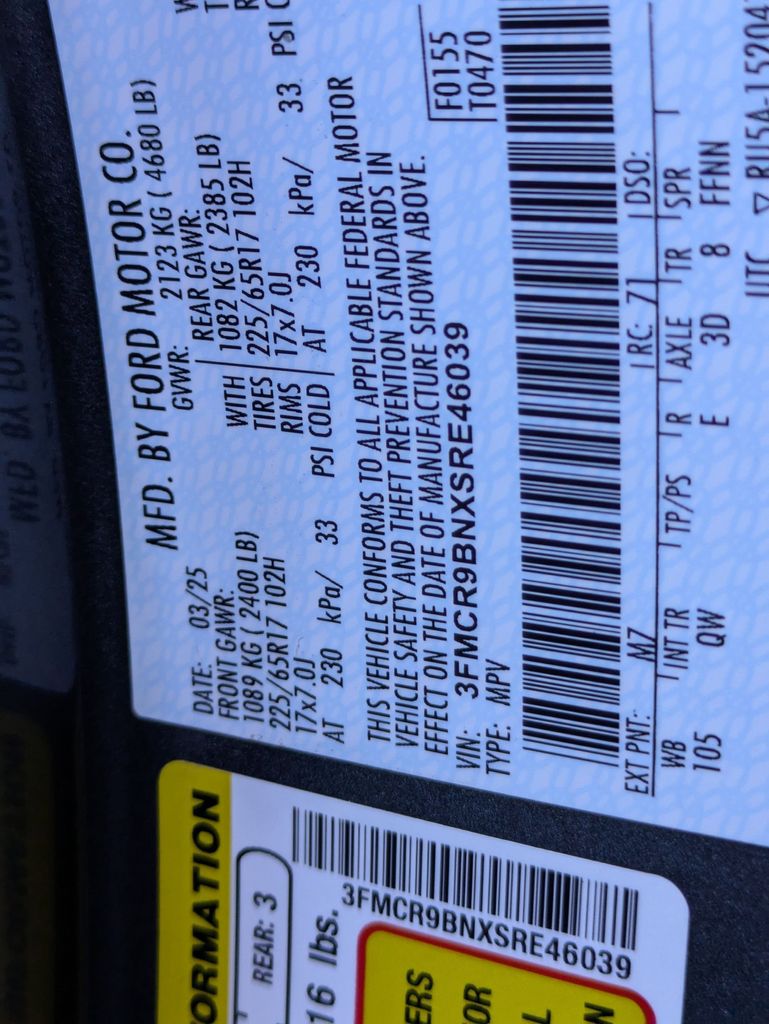 MFD. BY FORD MOTOR CO.
DATE: 03/25
GVWR: 2123 KG ( 4680 LB)
FRONT GAWR:
REAR GAWR:
1089 KG ( 2400 LB)
WITH
1082 KG ( 2385 LB)
225/65R17 102H
TIRES
225/65R17 102H
17x7.0J
RIMS
17x7.0J
AT 230 kPa/ 33 PSI COLD
AT 230 kPa/ 33 PSI C
THIS VEHICLE CONFORMS TO ALL APPLICABLE FEDERAL MOTOR
VEHICLE SAFETY AND THEFT PREVENTION STANDARDS IN
EFFECT ON THE DATE OF MANUFACTURE SHOWN ABOVE.
VIN: 3FMCR9BNXSRE46039
TYPE: MPV
F0155
T0470
EXT PNT: MZ RC: 71 DSO:
WB INT TR TP/PS R AXLE TR SPR
105 QW E 3D 8 FFNN
UTC
ORMATION
REAR: 3
16 lbs.
3FMCR9BNXSRE46039
ERS
OR
L
N